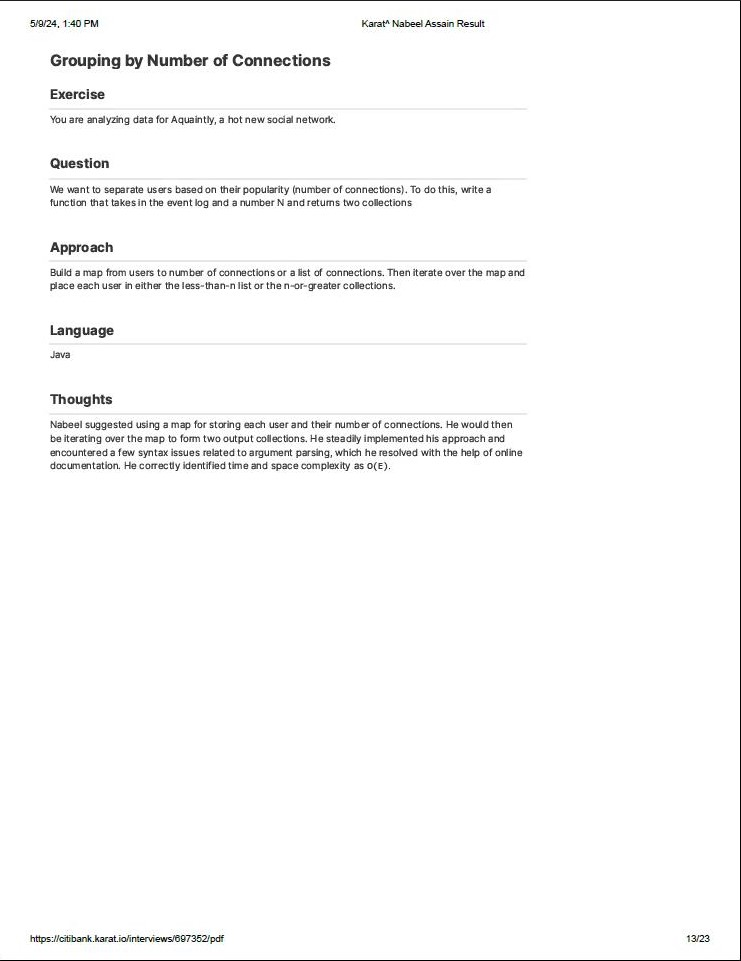 5/9/24, 1:40 PM
Karat^ Nabeel Assain Result
Grouping by Number of Connections
Exercise
You are analyzing data for Aquaintly, a hot new social network.
Question
We want to separate users based on their popularity (number of connections). To do this, write a
function that takes in the event log and a number N and returns two collections
Approach
Build a map from users to number of connections or a list of connections. Then iterate over the map and
place each user in either the less-than-n list or the n-or-greater collections.
Language
Java
Thoughts
Nabeel suggested using a map for storing each user and their number of connections. He would then
be iterating over the map to form two output collections. He steadily implemented his approach and
encountered a few syntax issues related to argument parsing, which he resolved with the help of online
documentation. He correctly identified time and space complexity as O(E).
https://citibank.karat.io/interviews/697352/pdf
13/23